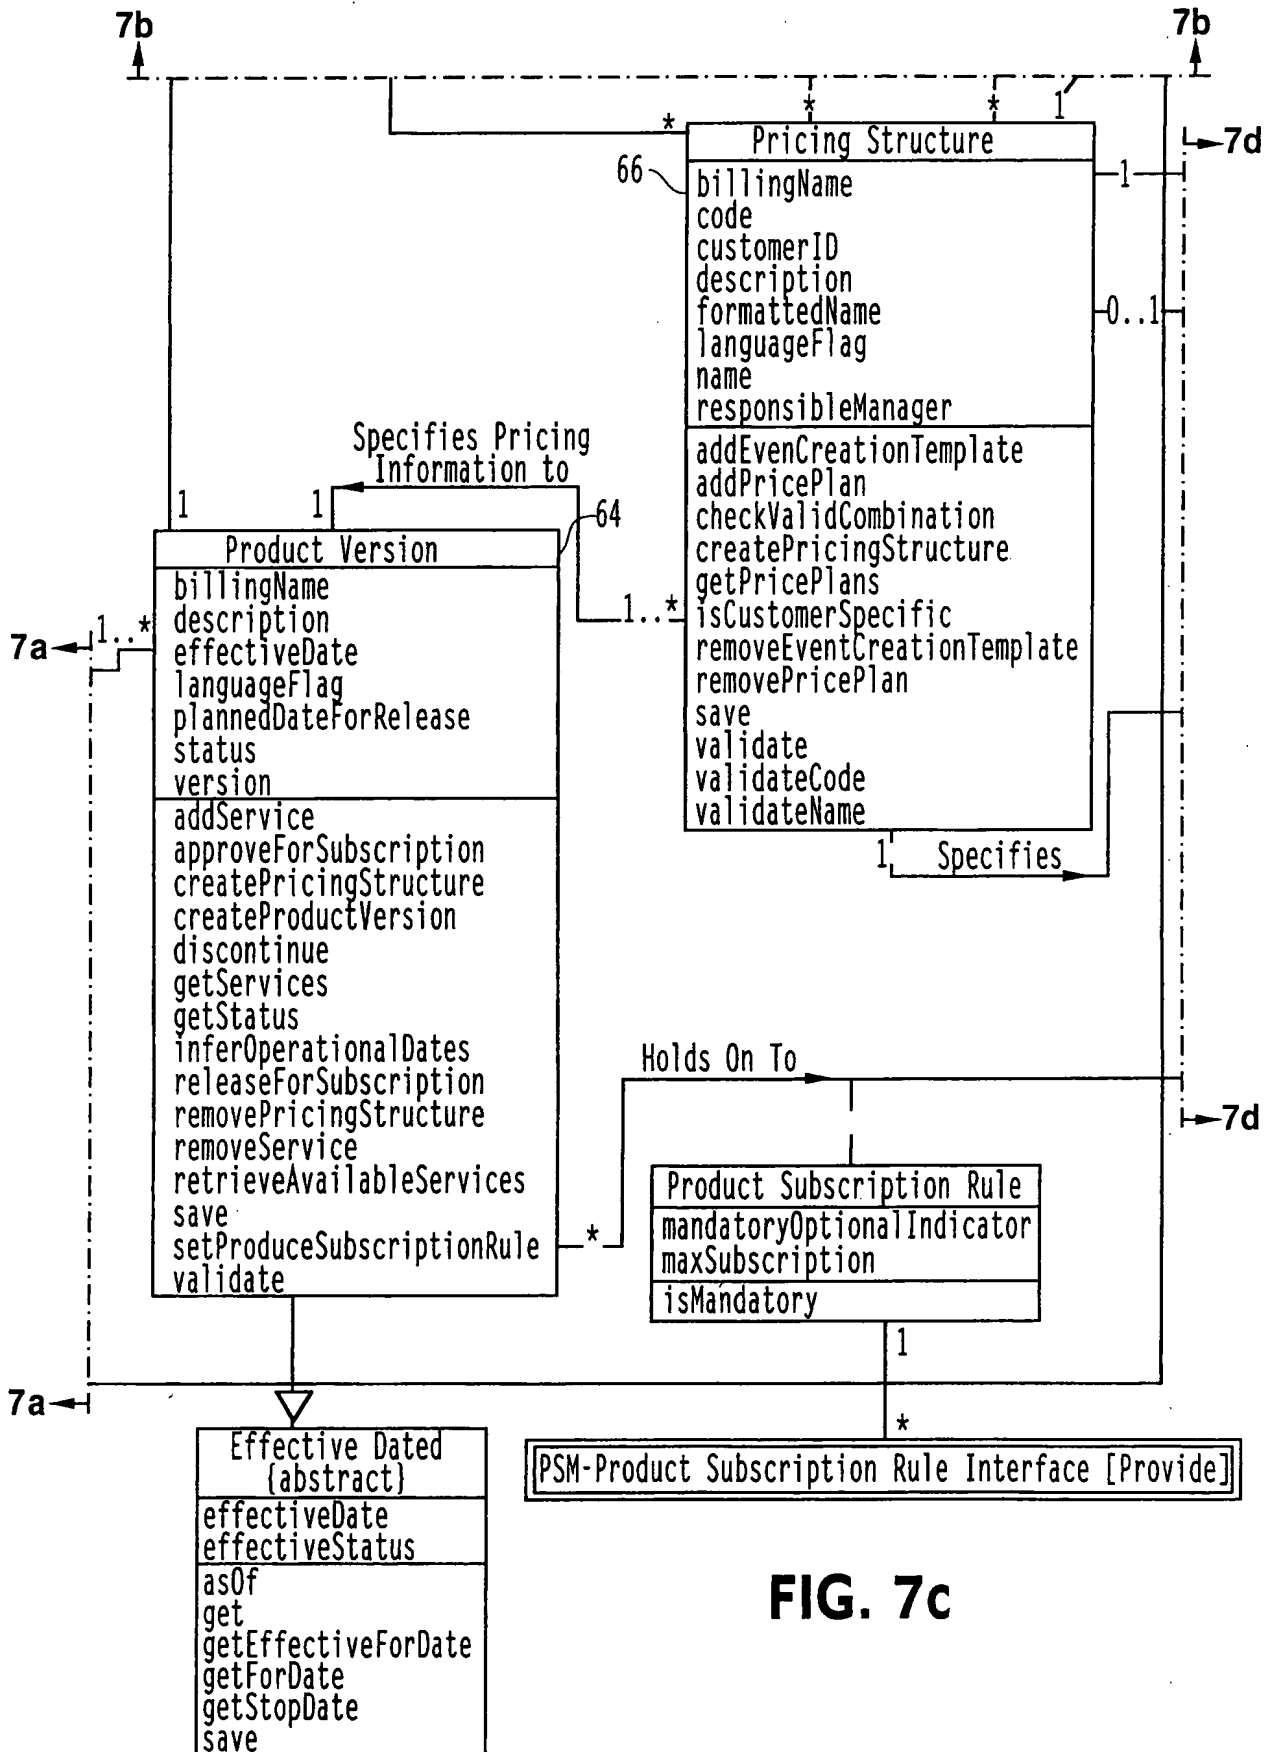 7b
7b
7d
*
*
*
1
Pricing Structure
66
billingName
code
customerID
description
formattedName
languageFlag
name
responsibleManager
1
0..1
addEvenCreationTemplate
addPricePlan
checkValidCombination
createPricingStructure
getPricePlans
isCustomerSpecific
removeEventCreationTemplate
removePricePlan
save
validate
validateCode
validateName
Specifies Pricing
Information to
1
1
1..*
64
Product Version
billingName
description
effectiveDate
languageFlag
plannedDateForRelease
status
version
addService
approveForSubscription
createPricingStructure
createProductVersion
discontinue
getServices
getStatus
inferOperationalDates
releaseForSubscription
removePricingStructure
removeService
retrieveAvailableServices
save
setProduceSubscriptionRule
validate
7a
1..*
1
Specifies
Holds On To
*
7d
Product Subscription Rule
mandatoryOptionalIndicator
maxSubscription
isMandatory
1
*
7a
PSM-Product Subscription Rule Interface [Provide]
Effective Dated
{abstract}
effectiveDate
effectiveStatus
asOf
get
getEffectiveForDate
getForDate
getStopDate
save
FIG. 7c